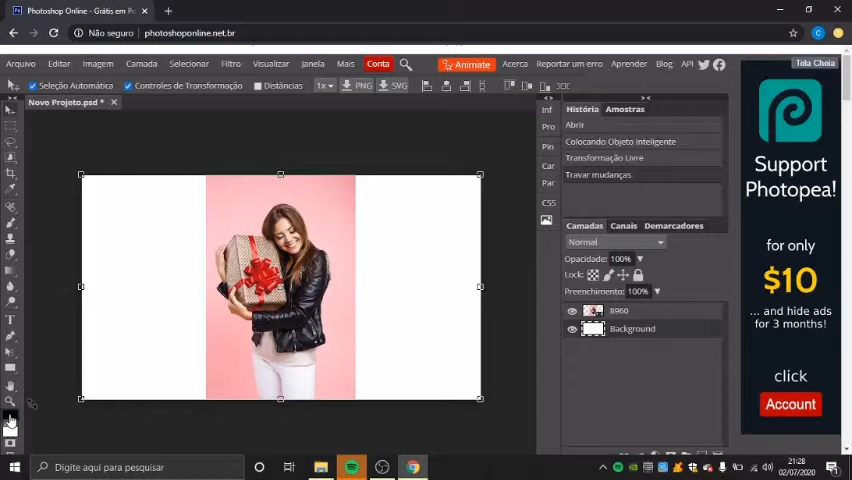 Photoshop Online - Grátis em Po
Não seguro
photoshoponline.net.br
Arquivo Editar Imagem Camada Selecionar Filtro Visualizar Janela Mais Conta Animate Acerca Reportar um erro Aprender Blog API
Tela Cheia
Seleção Automática Controles de Transformação Distâncias 1x PNG SVG
Novo Projeto.psd *
Inf
Pro
Pin
Car
Par
CSS
História Amostras
Abrir
Colocando Objeto Inteligente
Transformação Livre
Travar mudanças
Camadas Canais Demarcadores
Normal
Opacidade: 100%
Lock:
Preenchimento: 100%
8960
Background
Support
Photopea!
for only
$10
... and hide ads
for 3 months!
click
Account
Digite aqui para pesquisar
21:28
02/07/2020